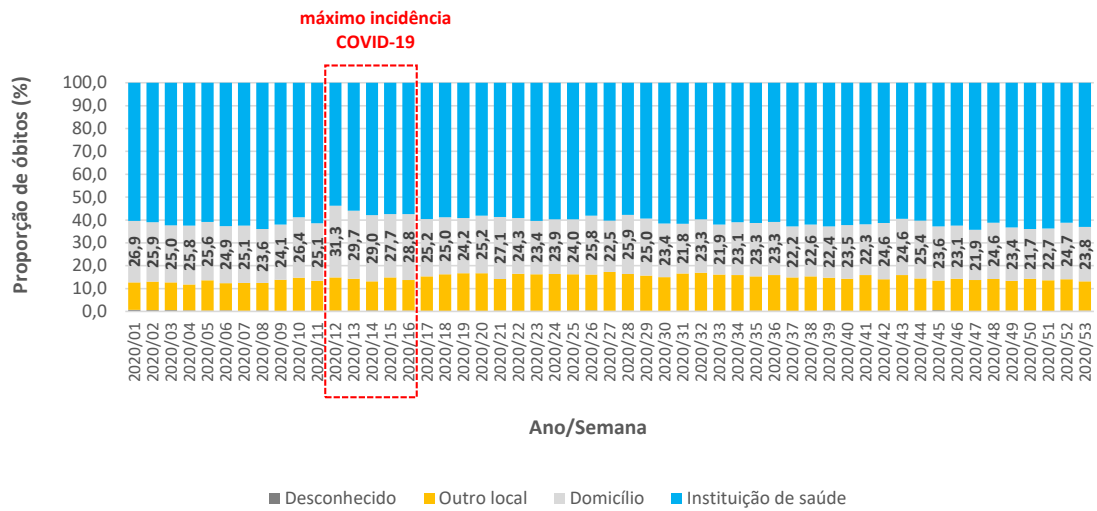 máximo incidência
COVID-19
Proporção de óbitos (%)
100,0
90,0
80,0
70,0
60,0
50,0
40,0
30,0
20,0
10,0
0,0
26,9 25,9 25,0 25,8 25,6 24,9 25,1 23,6 24,1 26,4 25,1 31,3 29,7 29,0 27,7 28,8 25,2 25,0 24,2 25,2 27,1 24,3 23,4 23,9 24,0 25,8 22,5 25,9 25,0 23,4 21,8 23,3 21,9 23,1 23,3 23,3 22,2 22,6 22,4 23,5 22,3 24,6 24,6 25,4 23,6 23,1 21,9 24,6 23,4 21,7 22,7 24,7 23,8
2020/01 2020/02 2020/03 2020/04 2020/05 2020/06 2020/07 2020/08 2020/09 2020/10 2020/11 2020/12 2020/13 2020/14 2020/15 2020/16 2020/17 2020/18 2020/19 2020/20 2020/21 2020/22 2020/23 2020/24 2020/25 2020/26 2020/27 2020/28 2020/29 2020/30 2020/31 2020/32 2020/33 2020/34 2020/35 2020/36 2020/37 2020/38 2020/39 2020/40 2020/41 2020/42 2020/43 2020/44 2020/45 2020/46 2020/47 2020/48 2020/49 2020/50 2020/51 2020/52 2020/53
Ano/Semana
Desconhecido Outro local Domicílio Instituição de saúde